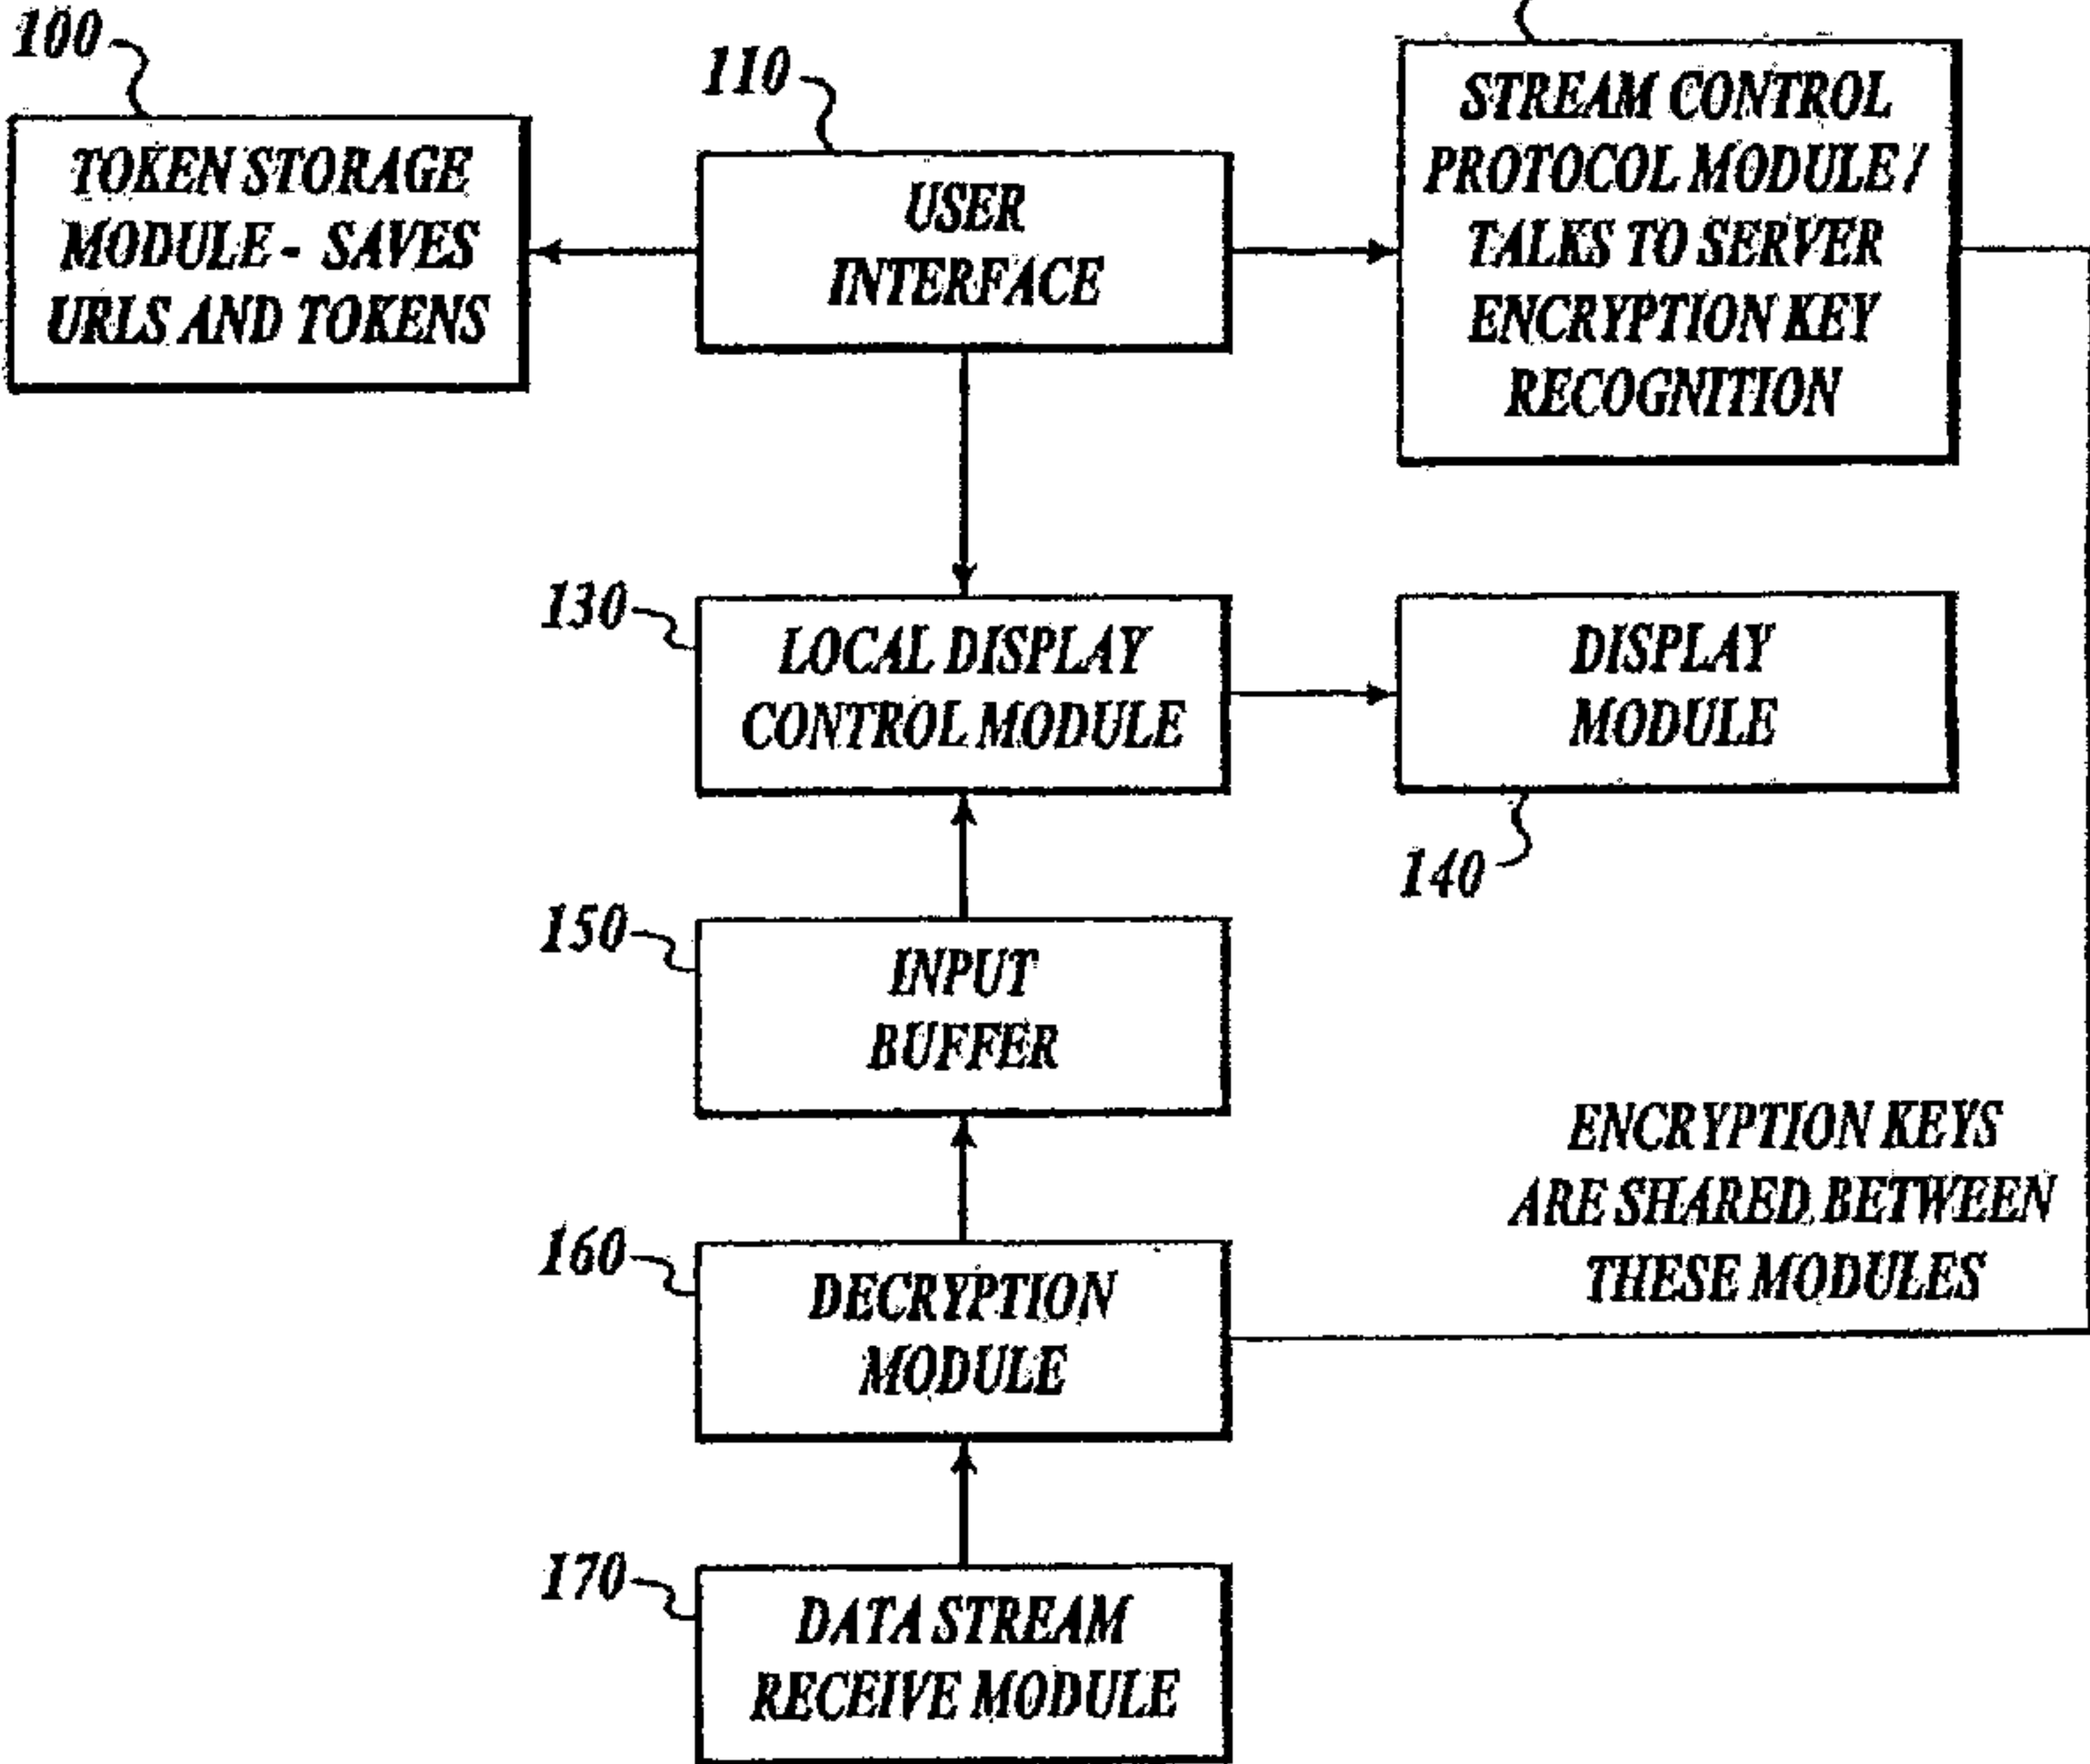 100
TOKEN STORAGE
MODULE - SAVES
URLS AND TOKENS
110
USER
INTERFACE
STREAM CONTROL
PROTOCOL MODULE /
TALKS TO SERVER
ENCRYPTION KEY
RECOGNITION
130
LOCAL DISPLAY
CONTROL MODULE
DISPLAY
MODULE
140
150
INPUT
BUFFER
ENCRYPTION KEYS
ARE SHARED BETWEEN
THESE MODULES
160
DECRYPTION
MODULE
170
DATA STREAM
RECEIVE MODULE